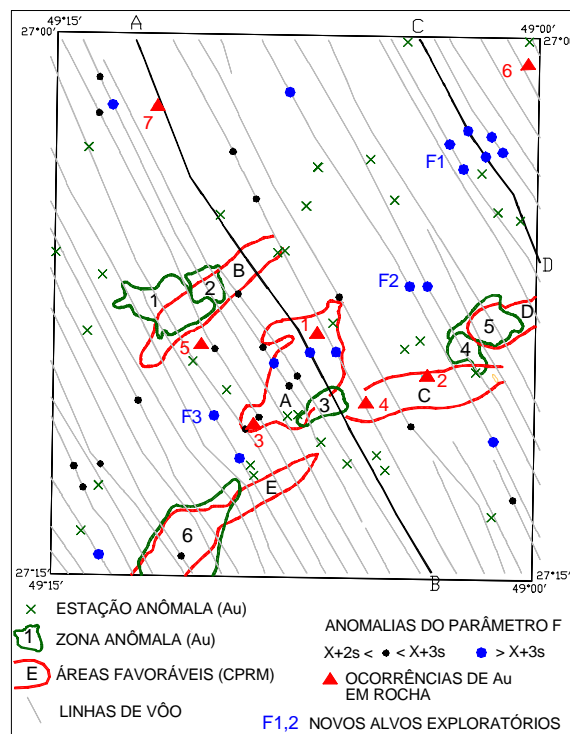 49°15' A C 49°00'
27°00' 27°00'
6
7
F1
B D
1 2
F2
D
1 5
5 4
2
A 3 C
F3 4
3
E
6
27°15' B 27°15'
49°15' 49°00'
ESTAÇÃO ANÔMALA (Au)
1 ZONA ANÔMALA (Au)
E ÁREAS FAVORÁVEIS (CPRM)
LINHAS DE VÔO
ANOMALIAS DO PARÂMETRO F
X+2s < < X+3s > X+3s
OCORRÊNCIAS DE Au
EM ROCHA
F1,2 NOVOS ALVOS EXPLORATÓRIOS